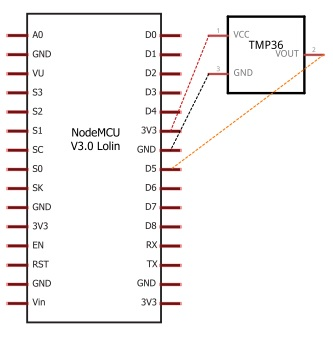 A0
GND
VU
S3
S2
S1
SC
S0
SK
GND
3V3
EN
RST
GND
Vin
NodeMCU
V3.0 Lolin
D0
D1
D2
D3
D4
3V3
GND
D5
D6
D7
D8
RX
TX
GND
3V3
1
VCC
TMP36
VOUT
2
3
GND